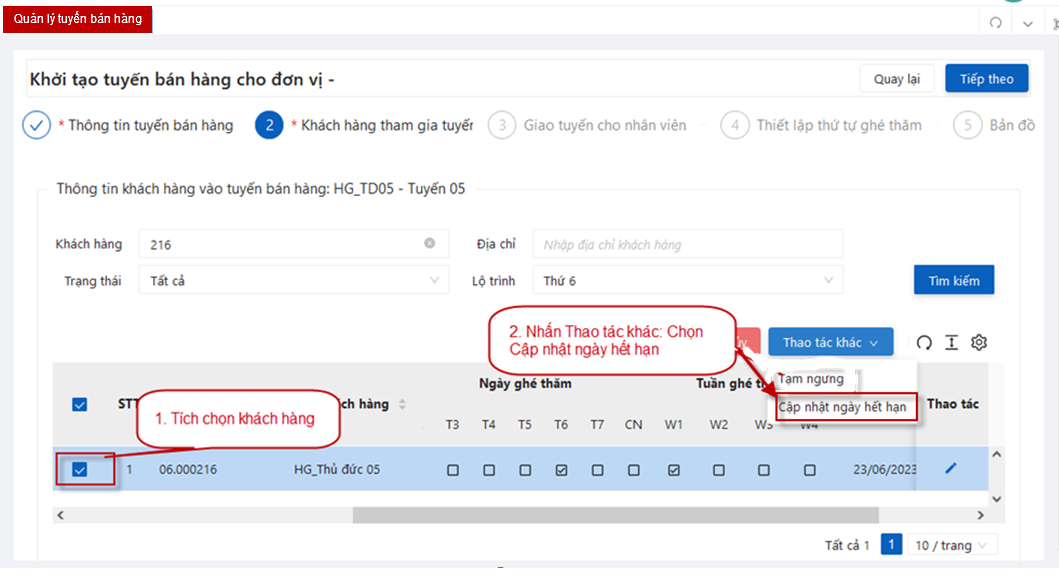 Quản lý tuyến bán hàng
Khởi tạo tuyến bán hàng cho đơn vị -
Quay lại
Tiếp theo
* Thông tin tuyến bán hàng
2 * Khách hàng tham gia tuyến
3 Giao tuyến cho nhân viên
4 Thiết lập thứ tự ghé thăm
5 Bản đồ
Thông tin khách hàng vào tuyến bán hàng: HG_TD05 - Tuyến 05
Khách hàng 216
Địa chỉ Nhập địa chỉ khách hàng
Trạng thái Tất cả
Lộ trình Thứ 6
Tìm kiếm
2. Nhấn Thao tác khác: Chọn
Cập nhật ngày hết hạn
Thao tác khác
Tạm ngưng
Cập nhật ngày hết hạn
1. Tích chọn khách hàng
STT
hàng
Ngày ghé thăm
Tuần ghé
Thao tác
T3 T4 T5 T6 T7 CN W1 W2 W3 W4
1 06.000216 HG_Thủ đức 05 23/06/2023
Tất cả 1 1 10 / trang